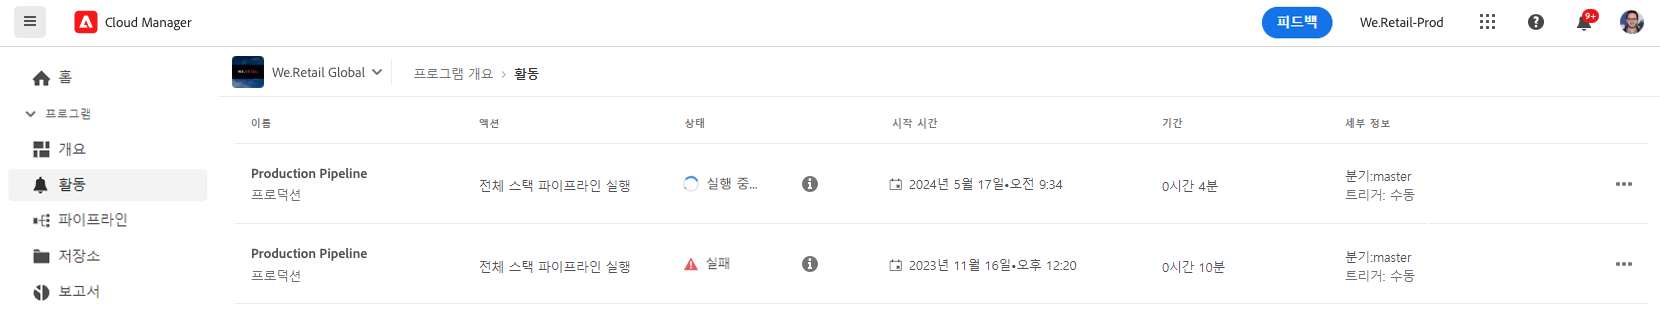 Cloud Manager
피드백
We.Retail-Prod
9+
WE.RETAIL
We.Retail Global
프로그램 개요 › 활동
홈
프로그램
개요
활동
파이프라인
저장소
보고서
이름
액션
상태
시작 시간
기간
세부 정보
Production Pipeline
프로덕션
전체 스택 파이프라인 실행
실행 중...
2024년 5월 17일•오전 9:34
0시간 4분
분기:master
트리거: 수동
Production Pipeline
프로덕션
전체 스택 파이프라인 실행
실패
2023년 11월 16일•오후 12:20
0시간 10분
분기:master
트리거: 수동